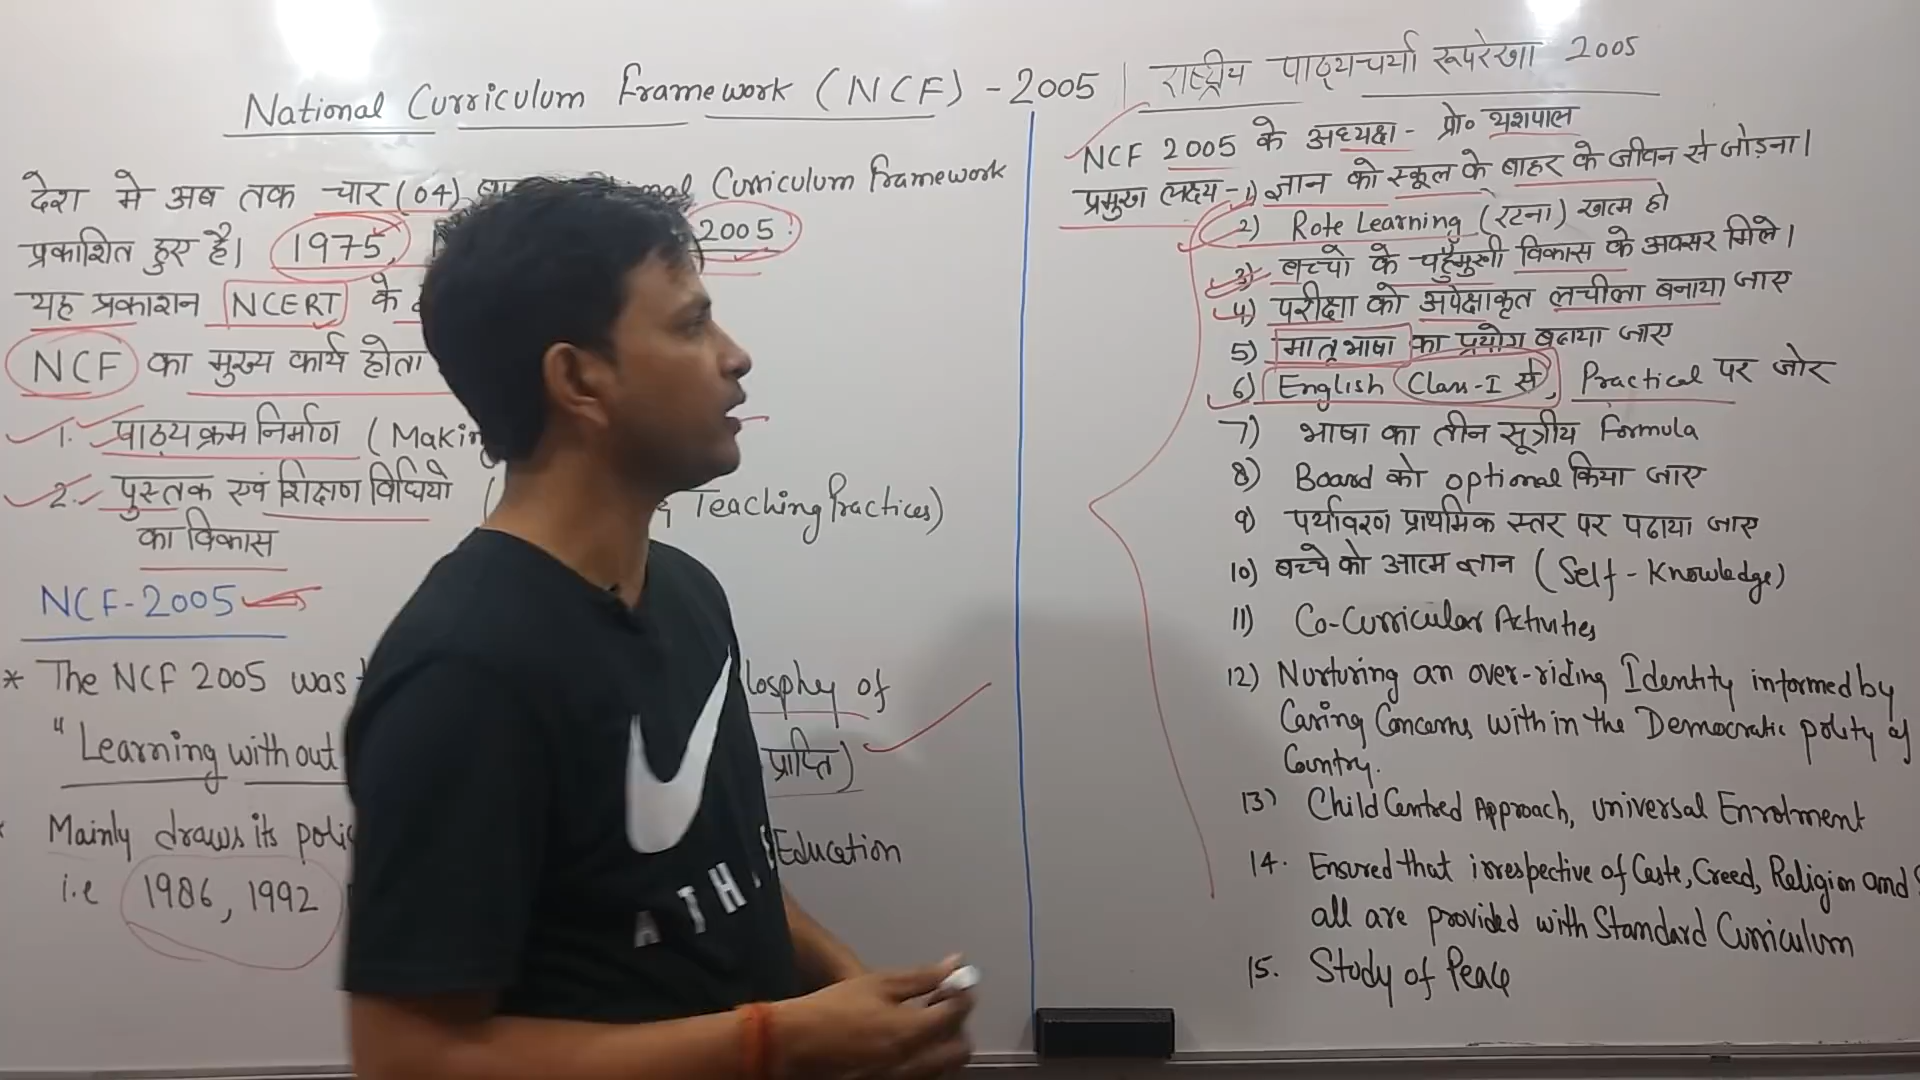 National Curriculum Framework (NCF) - 2005 | राष्ट्रीय पाठ्यचर्या रूपरेखा 2005
देश मे अब तक चार (04) Curriculum Framework
प्रकाशित हुए है। 1975, 2005
यह प्रकाशन NCERT के
NCF का मुख्य कार्य होता
1. पाठ्यक्रम निर्माण (Making
2. पुस्तक एवं शिक्षण विधियो ( Teaching Practices)
का विकास
NCF-2005
* The NCF 2005 was losphy of
"Learning without प्राप्ति)
* Mainly draws its Education
i.e 1986, 1992
NCF 2005 के अध्यक्ष - प्रो० यशपाल
प्रमुख लक्ष्य - 1) ज्ञान को स्कूल के बाहर के जीवन से जोड़ना।
2) Rote Learning (रटना) खत्म हो
3) बच्चो के चहुँमुखी विकास के अवसर मिले।
4) परीक्षा को अपेक्षाकृत लचीला बनाया जाए
5) मातृभाषा का प्रयोग बढाया जाए
6) English Class-I से, Practical पर जोर
7) भाषा का तीन सूत्रीय Formula
8) Board को optional किया जाए
9) पर्यावरण प्राथमिक स्तर पर पढाया जाए
10) बच्चे को आत्म ज्ञान (Self-Knowledge)
11) Co-Curricular Activities
12) Nurturing an over-riding Identity informed by
Caring Concerns within the Democratic polity of
Country.
13) Child Centred Approach, universal Enrolment
14. Ensured that irrespective of Caste, Creed, Religion and
all are provided with Standard Curriculum
15. Study of Peace
ATH